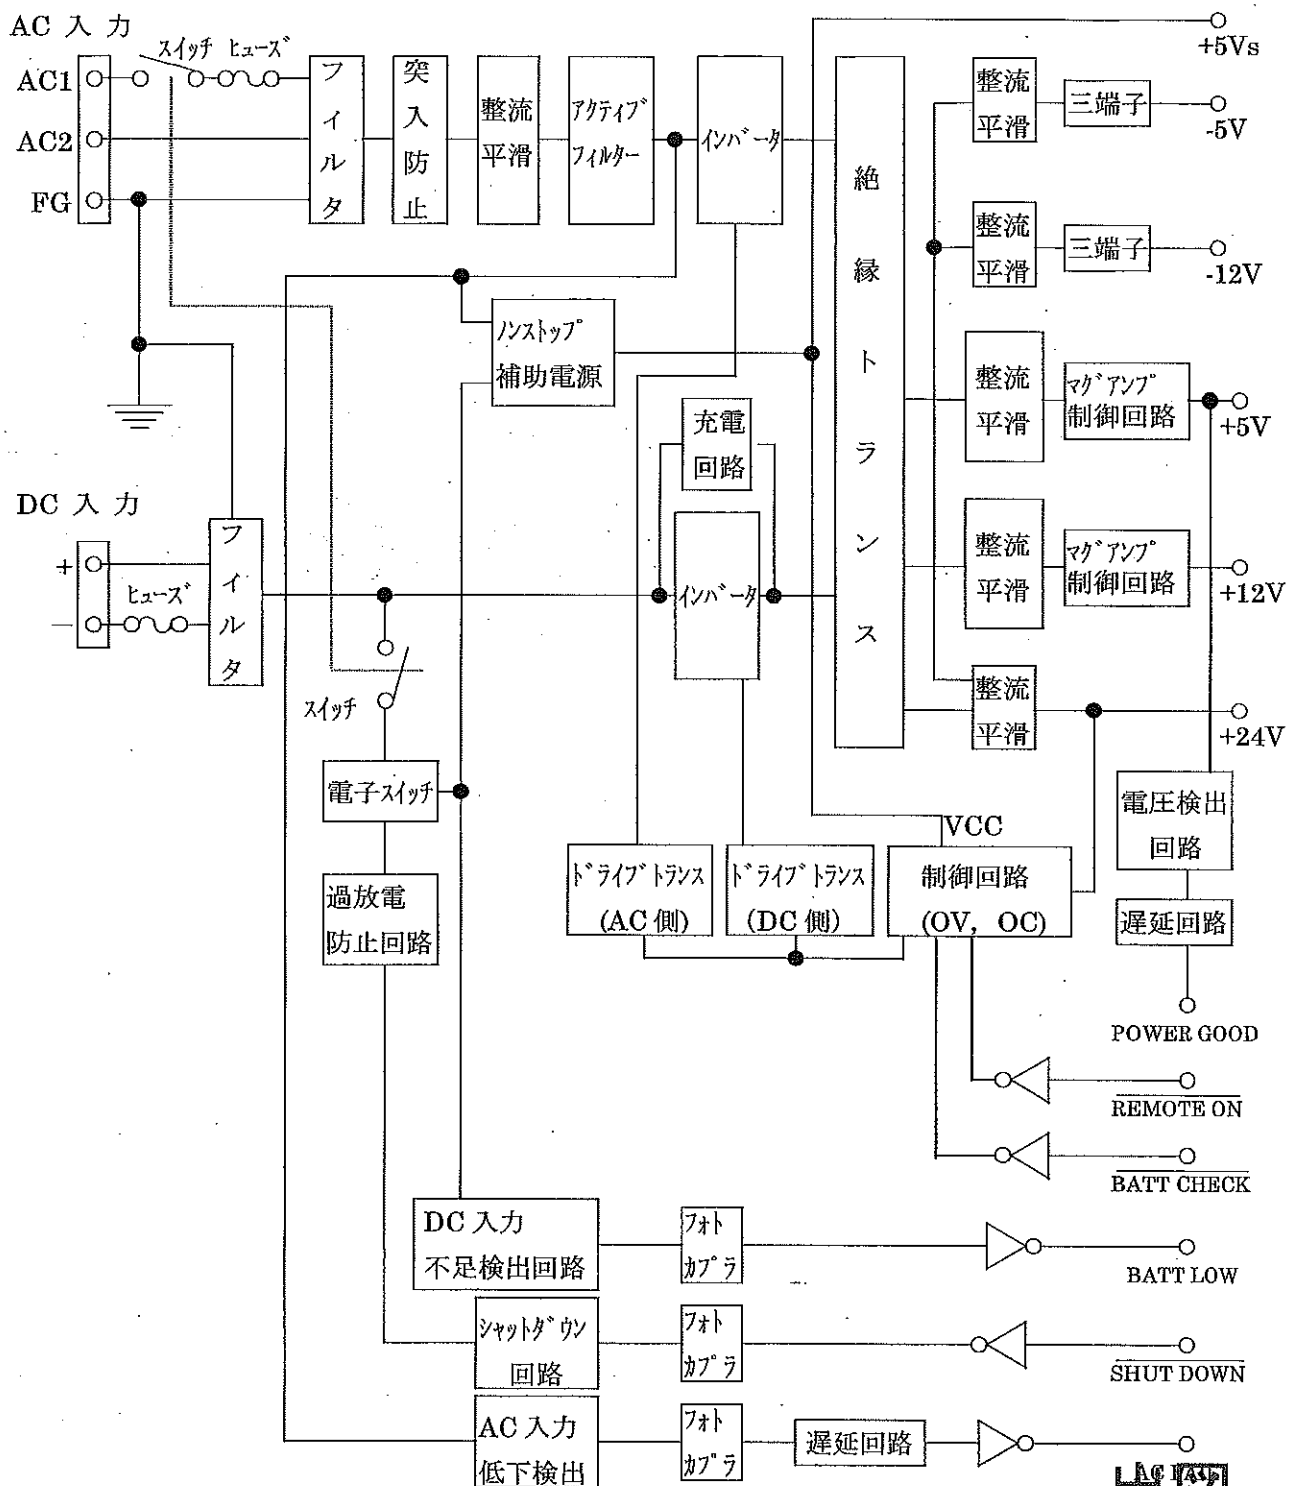 AC 入 力
スイッチ ヒューズ
AC1
AC2
FG
フィルタ
突入防止
整流
平滑
アクティブ
フィルター
インバータ
絶縁トランス
+5Vs
整流
平滑
三端子
-5V
整流
平滑
三端子
-12V
ノンストップ
補助電源
整流
平滑
マグアンプ
制御回路
+5V
充電
回路
DC 入 力
+
ヒューズ
−
フィルタ
インバータ
整流
平滑
マグアンプ
制御回路
+12V
スイッチ
整流
平滑
+24V
電子スイッチ
電圧検出
回路
VCC
ドライブトランス
(AC 側)
ドライブトランス
(DC 側)
制御回路
(OV, OC)
過放電
防止回路
遅延回路
POWER GOOD
REMOTE ON
BATT CHECK
DC 入力
不足検出回路
フォト
カプラ
BATT LOW
シャットダウン
回路
フォト
カプラ
SHUT DOWN
AC 入力
低下検出
フォト
カプラ
遅延回路